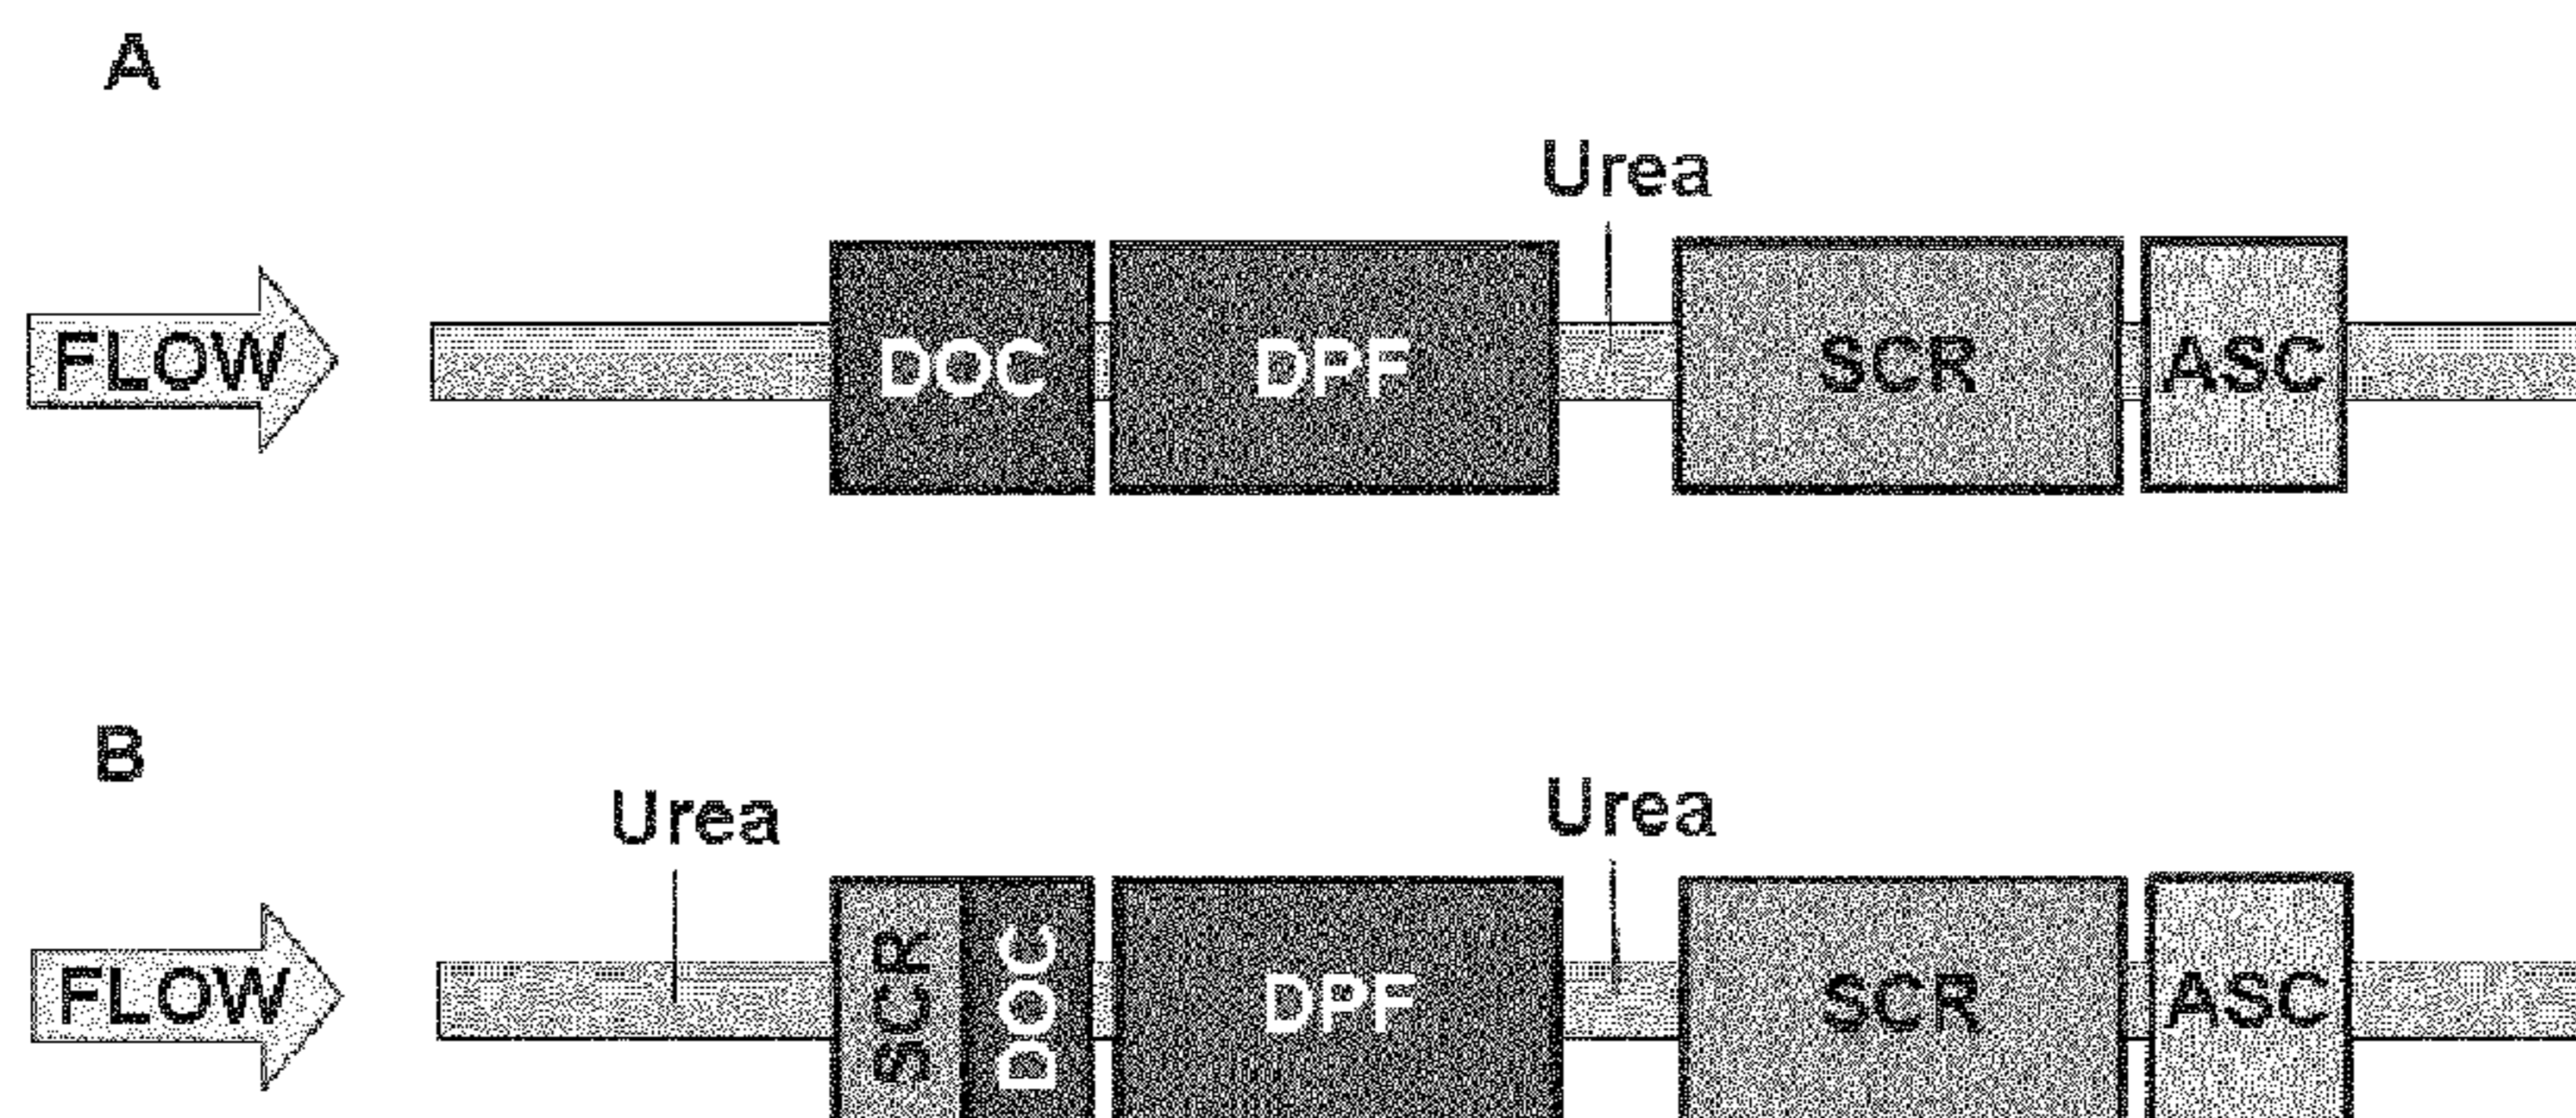 A
Urea
FLOW DOC DPF SCR ASC
B
Urea Urea
FLOW SCR DOC DPF SCR ASC